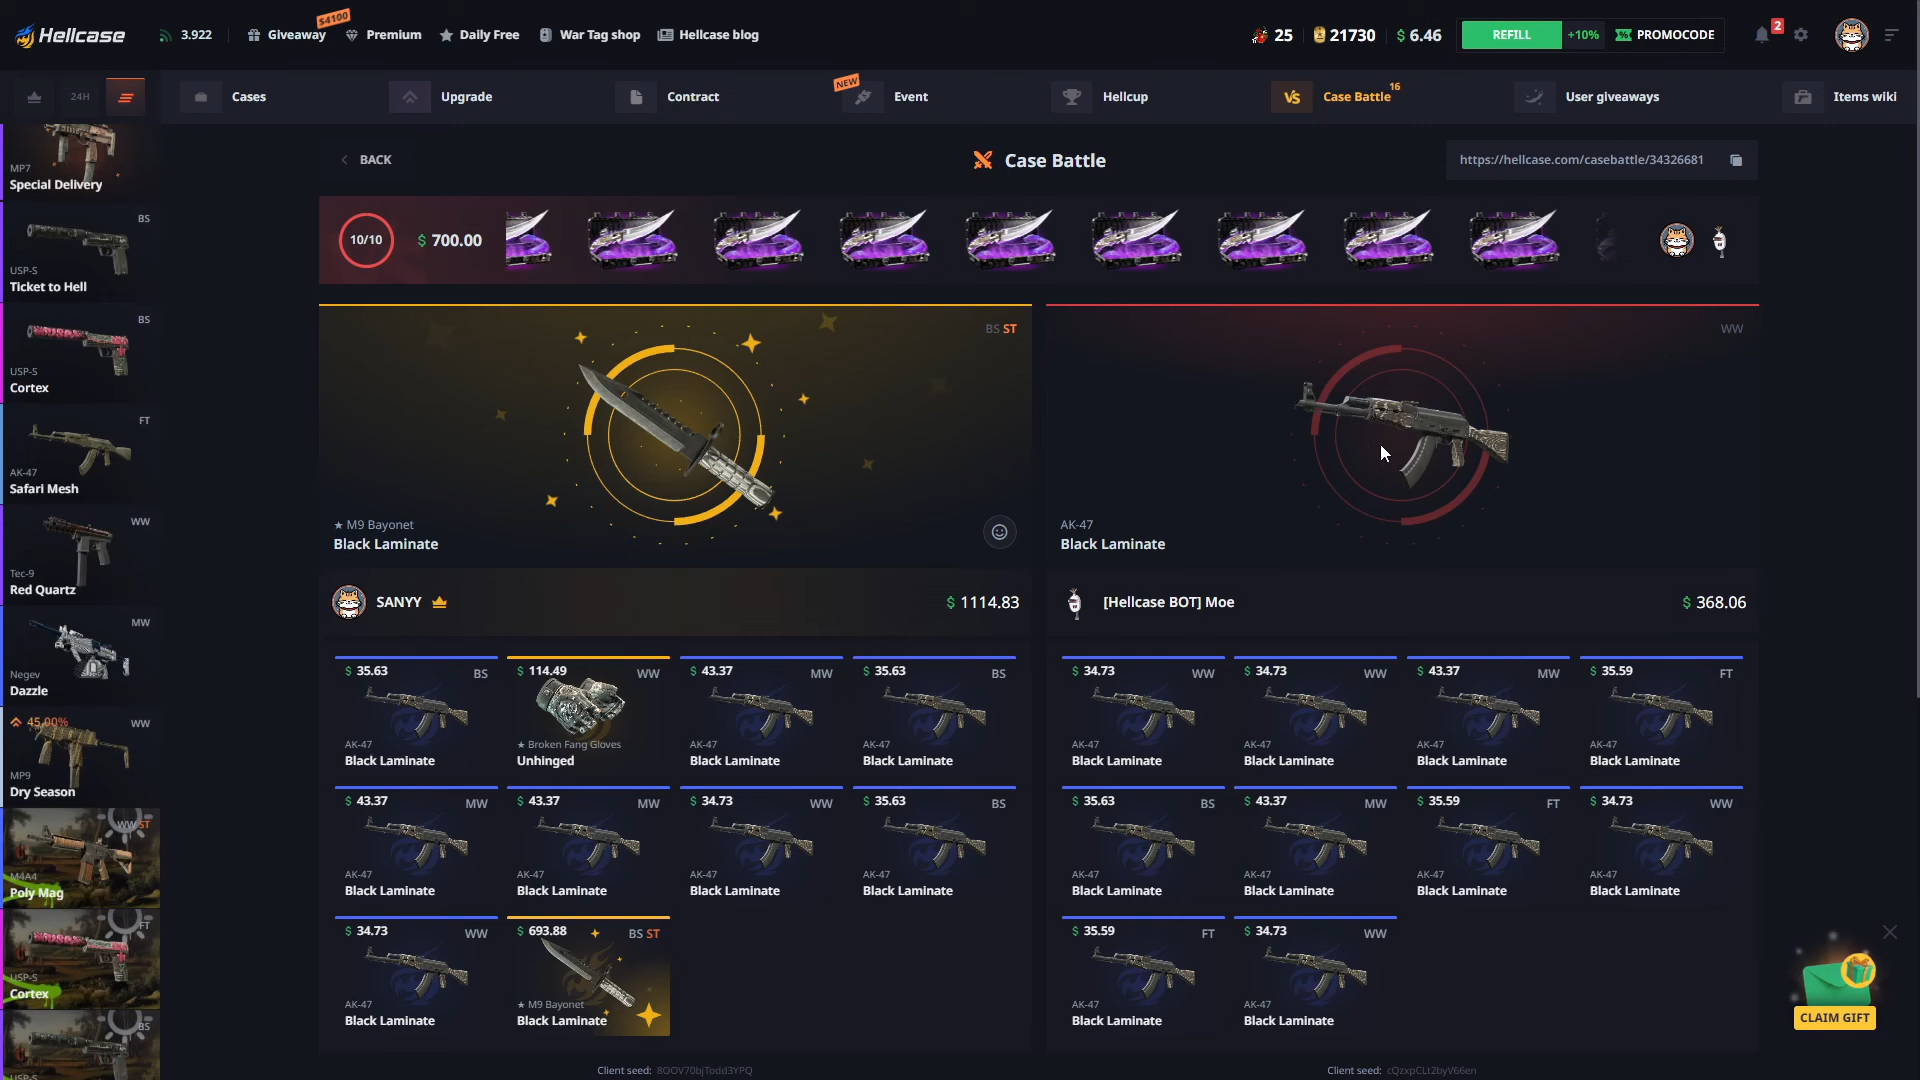 Hellcase
3.922
Giveaway
$4100
Premium
Daily Free
War Tag shop
Hellcase blog
25
21730
$ 6.46
REFILL
+10%
PROMOCODE
2
24H
Cases
Upgrade
Contract
NEW
Event
Hellcup
VS
Case Battle
16
User giveaways
Items wiki
BACK
Case Battle
https://hellcase.com/casebattle/34326681
10/10
$ 700.00
MP7
Special Delivery
BS
USP-S
Ticket to Hell
BS
USP-S
Cortex
FT
AK-47
Safari Mesh
WW
Tec-9
Red Quartz
MW
Negev
Dazzle
45.00%
WW
MP9
Dry Season
WW ST
M4A4
Poly Mag
FT
USP-S
Cortex
BS
USP-S
BS ST
★ M9 Bayonet
Black Laminate
WW
AK-47
Black Laminate
SANYY
$ 1114.83
[Hellcase BOT] Moe
$ 368.06
$ 35.63 BS
AK-47
Black Laminate
$ 114.49 WW
★ Broken Fang Gloves
Unhinged
$ 43.37 MW
AK-47
Black Laminate
$ 35.63 BS
AK-47
Black Laminate
$ 43.37 MW
AK-47
Black Laminate
$ 43.37 MW
AK-47
Black Laminate
$ 34.73 WW
AK-47
Black Laminate
$ 35.63 BS
AK-47
Black Laminate
$ 34.73 WW
AK-47
Black Laminate
$ 693.88 BS ST
★ M9 Bayonet
Black Laminate
$ 34.73 WW
AK-47
Black Laminate
$ 34.73 WW
AK-47
Black Laminate
$ 43.37 MW
AK-47
Black Laminate
$ 35.59 FT
AK-47
Black Laminate
$ 35.63 BS
AK-47
Black Laminate
$ 43.37 MW
AK-47
Black Laminate
$ 35.59 FT
AK-47
Black Laminate
$ 34.73 WW
AK-47
Black Laminate
$ 35.59 FT
AK-47
Black Laminate
$ 34.73 WW
AK-47
Black Laminate
CLAIM GIFT
Client seed:
Client seed: